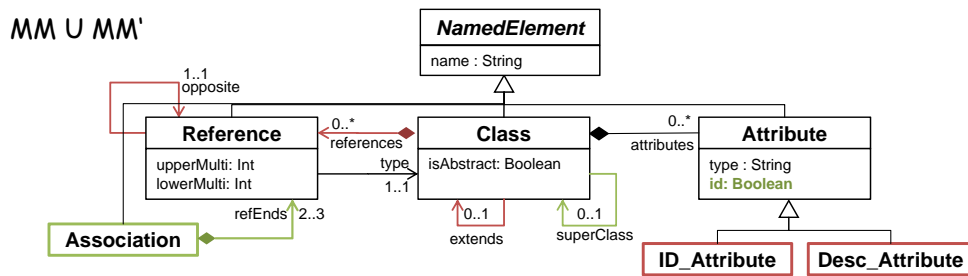 MM U MM'
NamedElement
name : String
1..1
opposite
Reference
upperMulti: Int
lowerMulti: Int
0..*
references
type
1..1
Class
isAbstract: Boolean
0..*
attributes
Attribute
type : String
id: Boolean
refEnds
2..3
Association
0..1
extends
0..1
superClass
ID_Attribute
Desc_Attribute